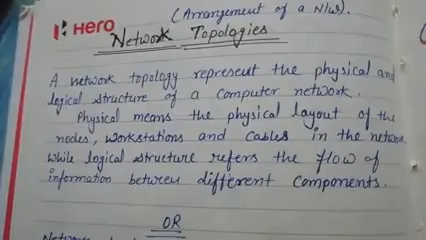 (Arrangement of a N/w).
Hero
Network Topologies
A network topology represent the physical and
logical structure of a computer network.
Physical means the physical layout of the
nodes, workstations and Cables in the network
While logical structure refers the flow of
information between different Components.
OR